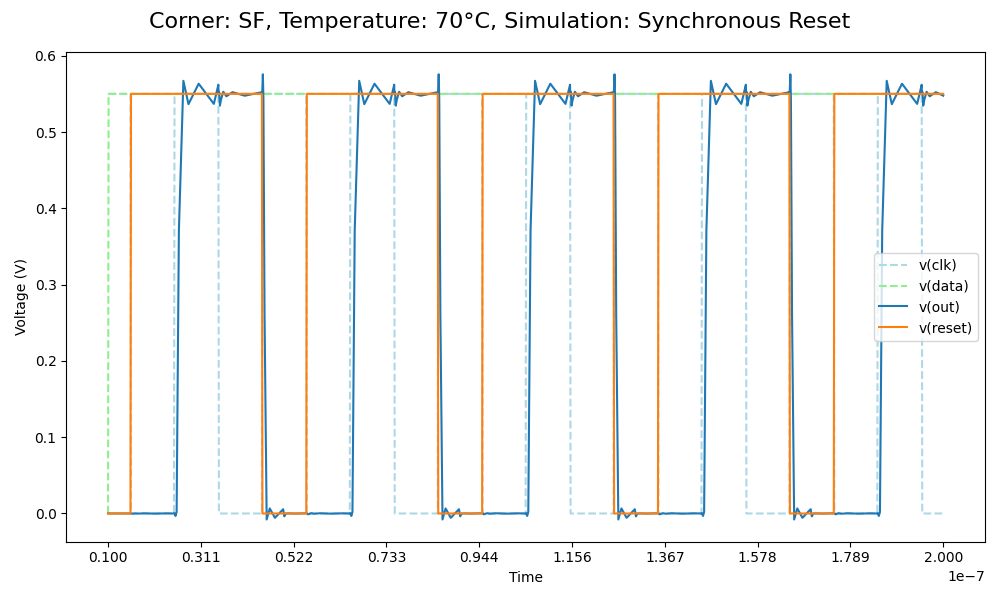 Corner: SF, Temperature: 70°C, Simulation: Synchronous Reset
0.6
0.5
0.4
0.3
0.2
0.1
0.0
Voltage (V)
v(clk)
v(data)
v(out)
v(reset)
0.100 0.311 0.522 0.733 0.944 1.156 1.367 1.578 1.789 2.000
Time
1e−7